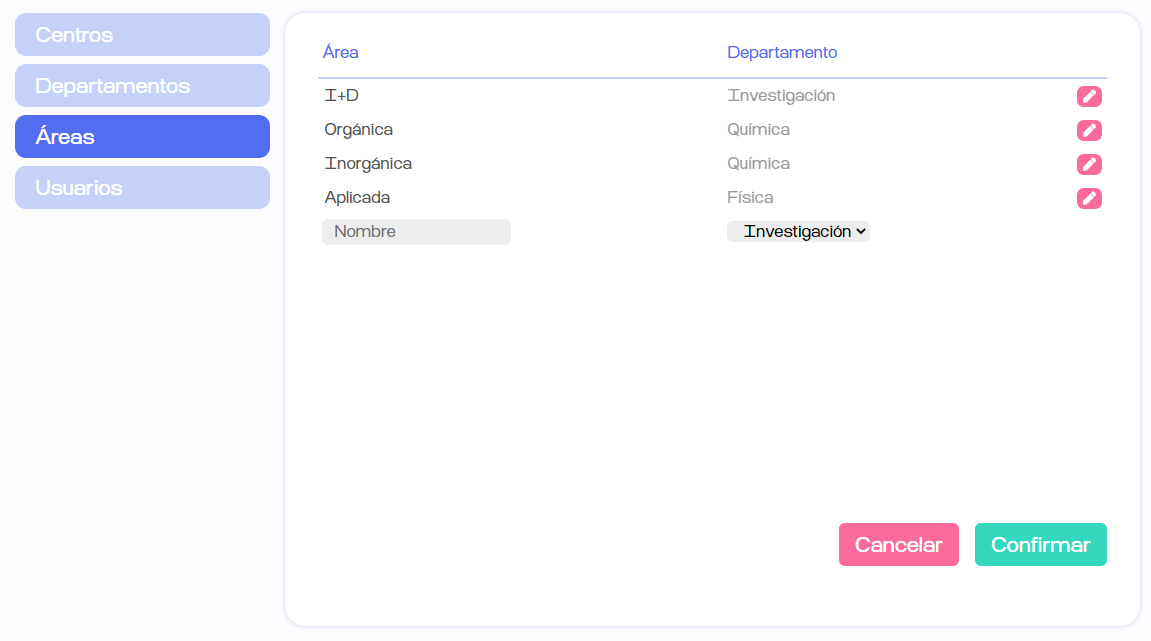 Centros
Departamentos
Áreas
Usuarios
Área Departamento
I+D Investigación
Orgánica Química
Inorgánica Química
Aplicada Física
Nombre Investigación
Cancelar Confirmar